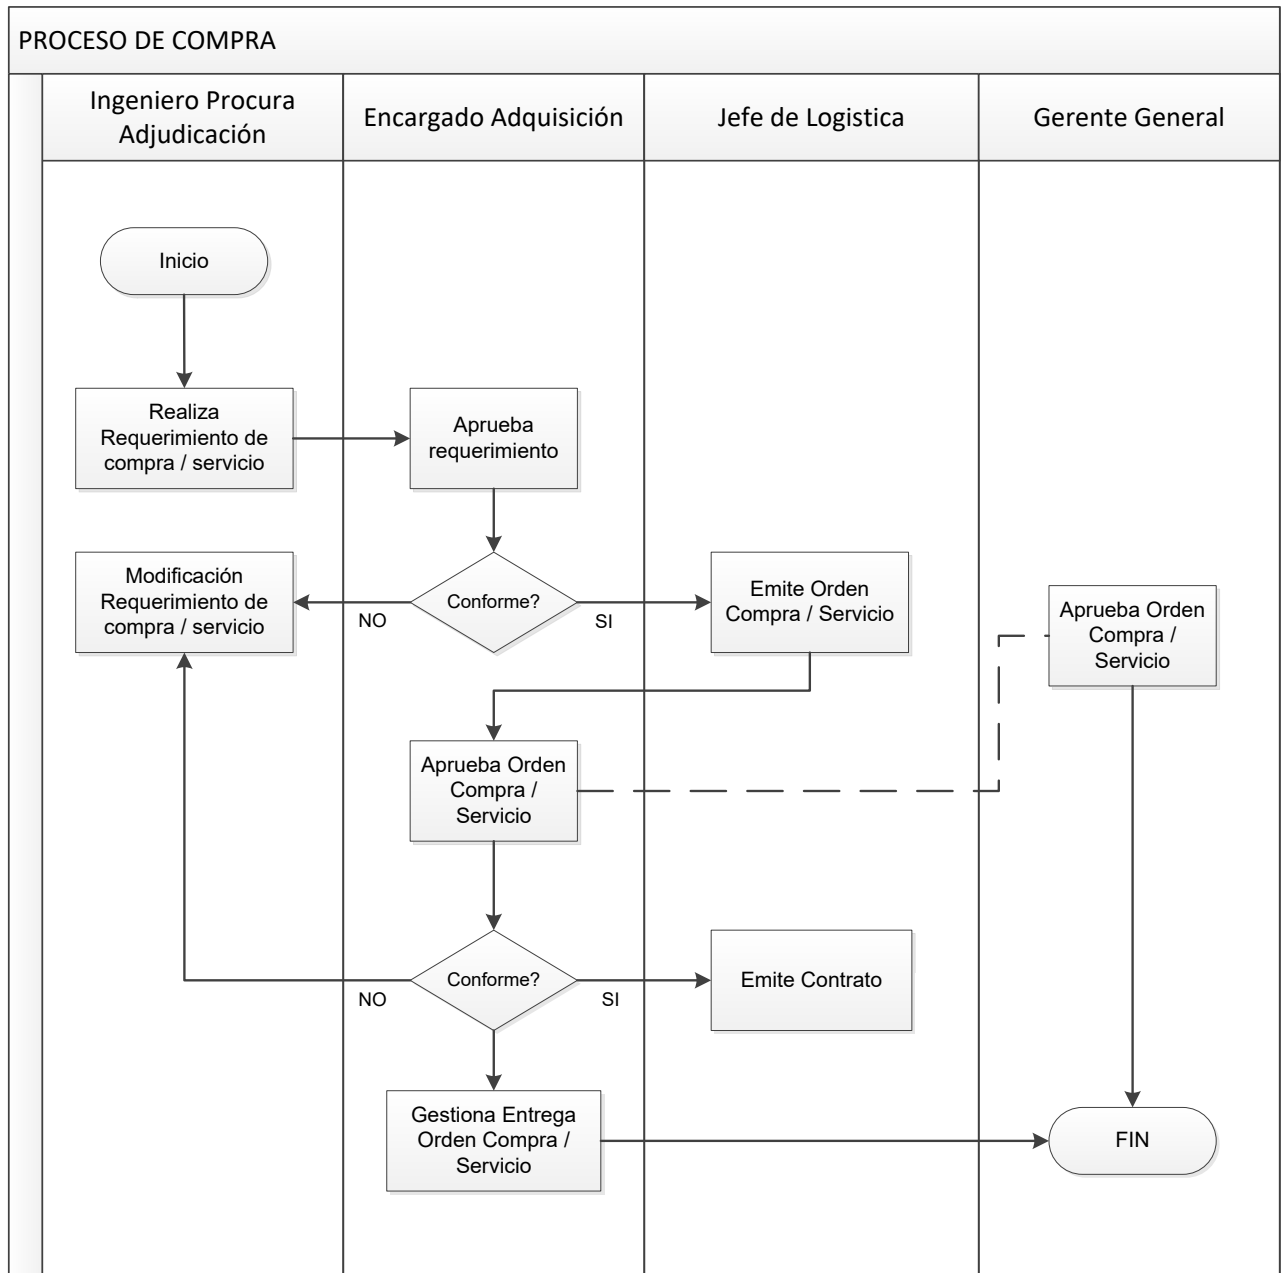 PROCESO DE COMPRA
Ingeniero Procura
Adjudicación
Encargado Adquisición
Jefe de Logistica
Gerente General
Inicio
Realiza
Requerimiento de
compra / servicio
Aprueba
requerimiento
Modificación
Requerimiento de
compra / servicio
NO
Conforme?
SI
Emite Orden
Compra / Servicio
Aprueba Orden
Compra /
Servicio
Aprueba Orden
Compra /
Servicio
NO
Conforme?
SI
Emite Contrato
Gestiona Entrega
Orden Compra /
Servicio
FIN